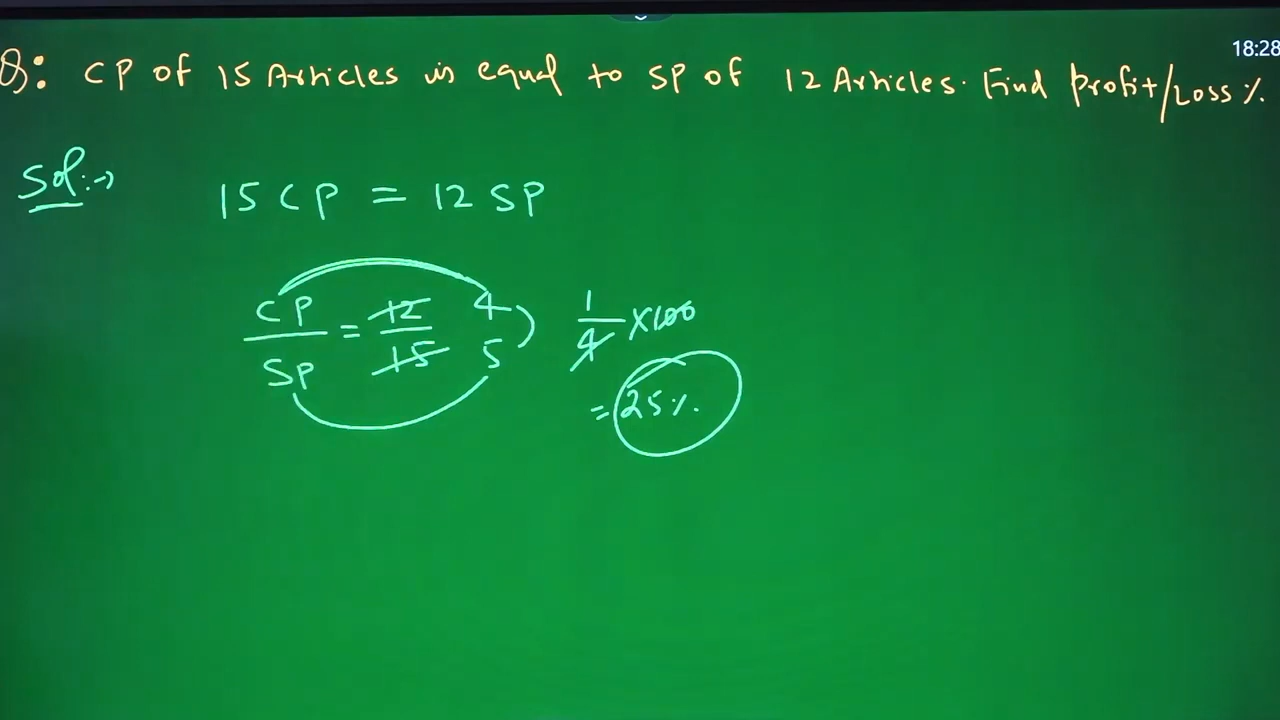 18:28
Q: CP of 15 Articles is equal to SP of 12 Articles. Find profit/Loss %.
Sol:→
15 CP = 12 SP
CP/SP = 12/15 4/5
1/4 ×100
= 25%.